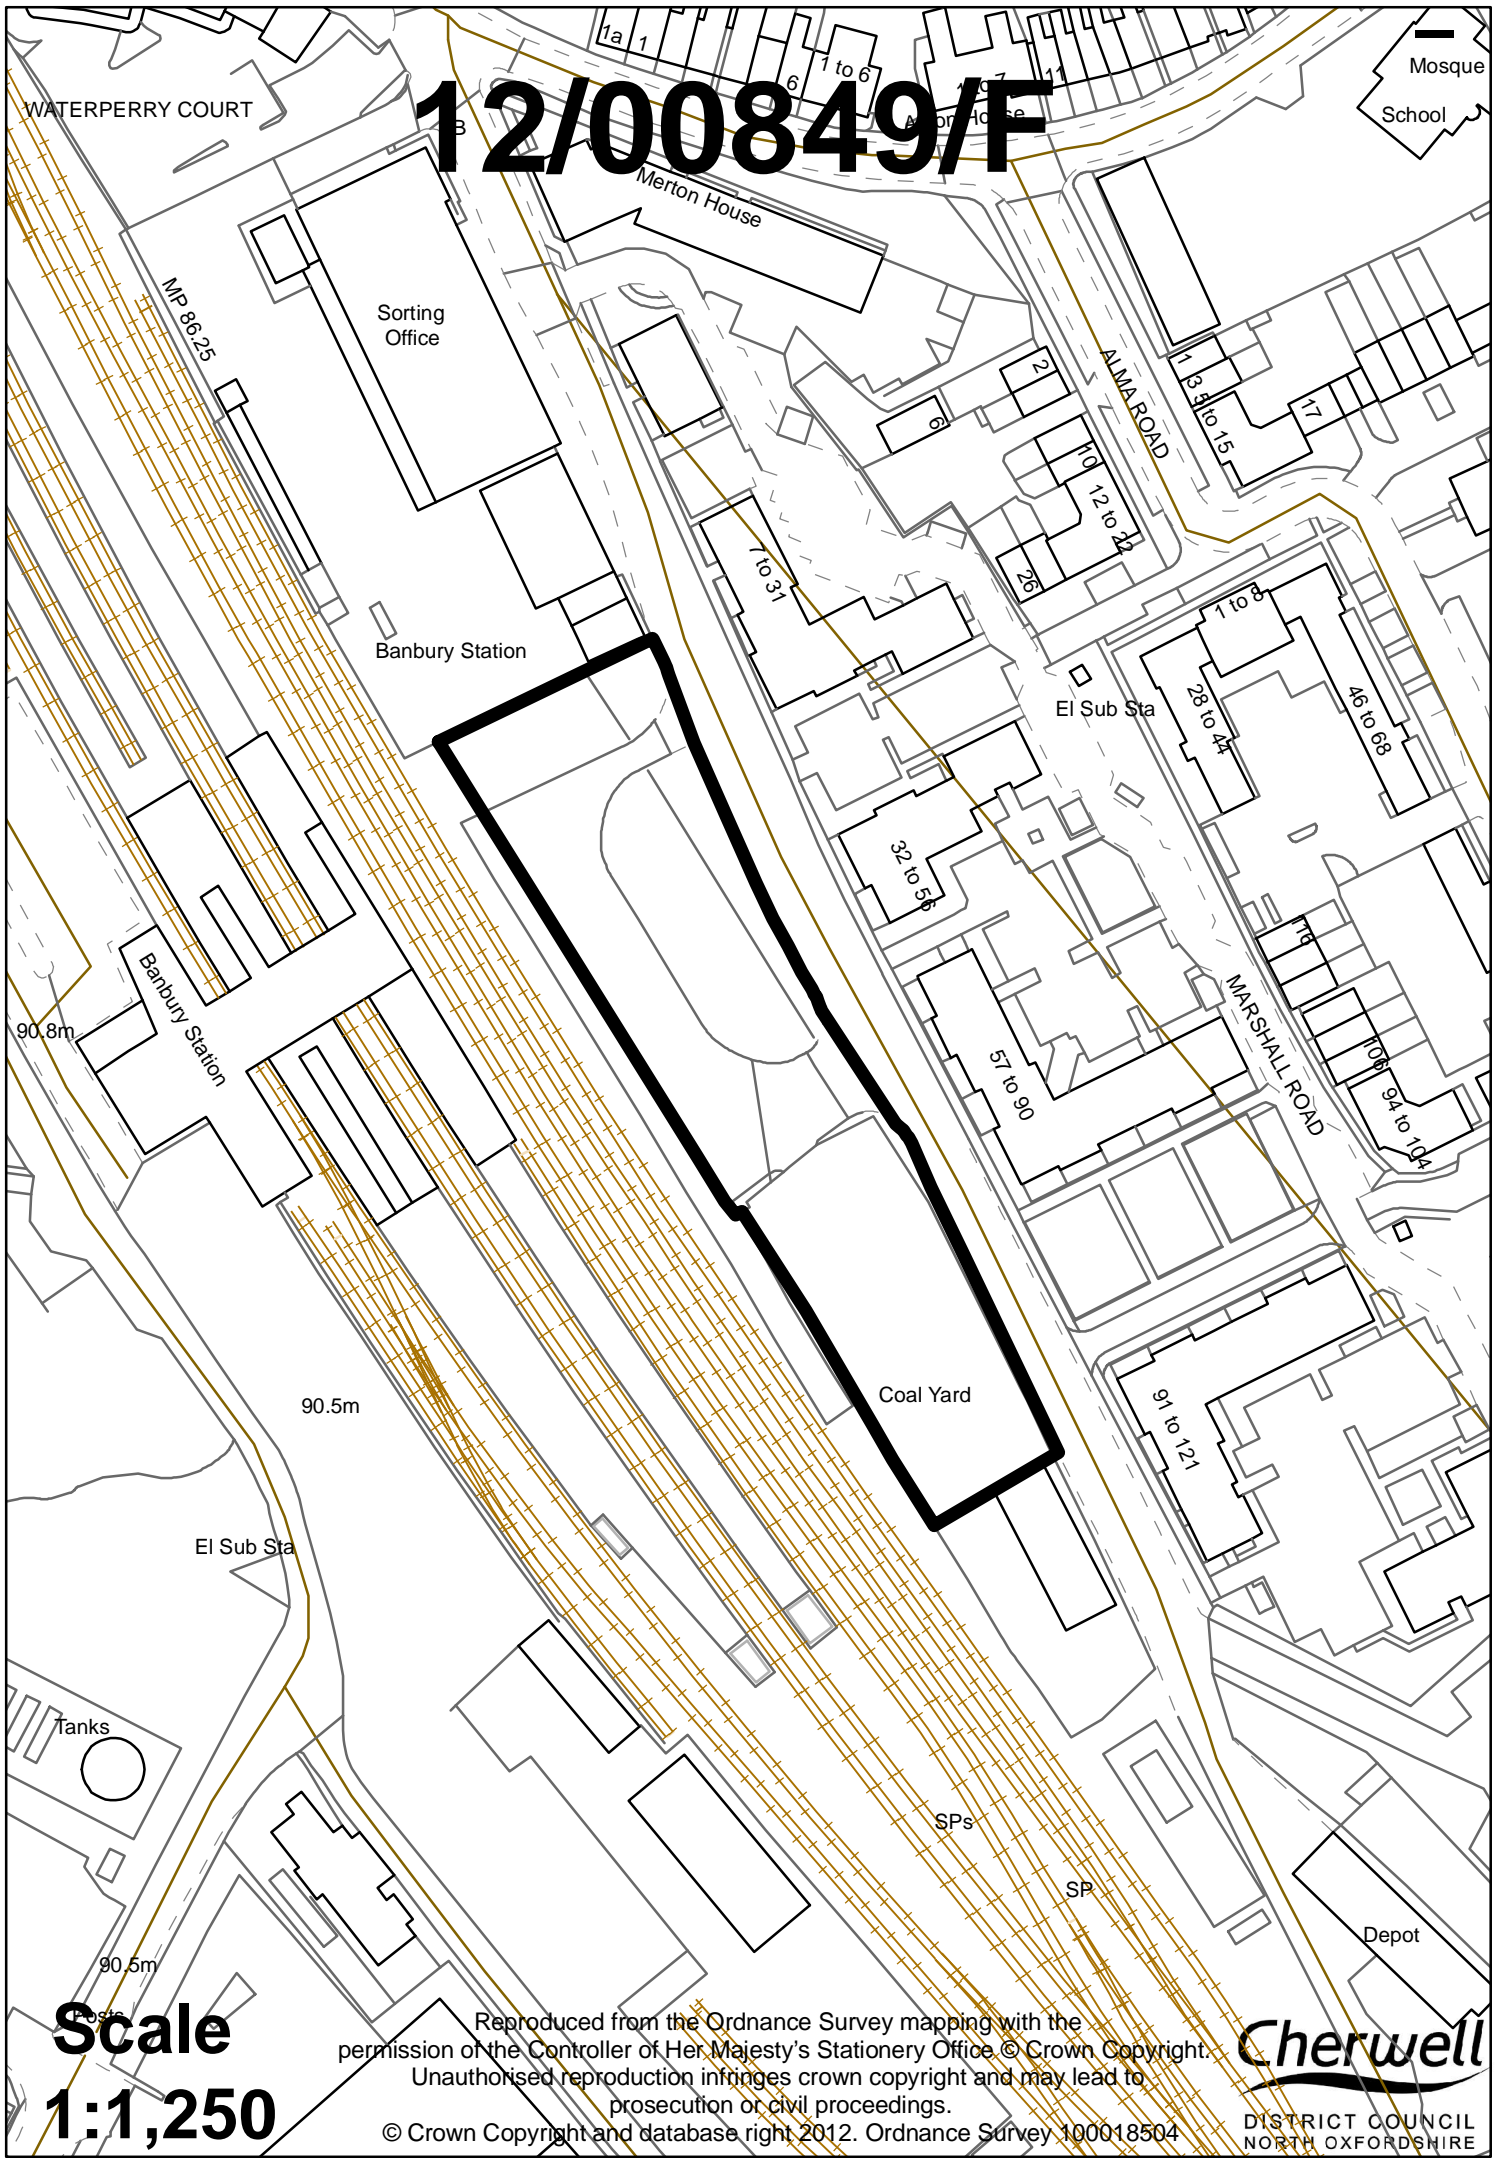 12/00849/F
1a
1
6
1 to 6
1 to 7
11
Mosque
School
WATERPERRY COURT
Merton House
MP 86.25
Sorting
Office
2
6
ALMA ROAD
1
3
5 to 15
17
10
12 to 22
26
7 to 31
1 to 8
Banbury Station
El Sub Sta
28 to 44
46 to 68
32 to 56
116
Banbury Station
90.8m
MARSHALL ROAD
57 to 90
106
94 to 104
Coal Yard
90.5m
91 to 121
El Sub Sta
Tanks
SPs
SP
Depot
90.5m
Posts
Scale
1:1,250
Reproduced from the Ordnance Survey mapping with the
permission of the Controller of Her Majesty's Stationery Office © Crown Copyright.
Unauthorised reproduction infringes crown copyright and may lead to
prosecution or civil proceedings.
© Crown Copyright and database right 2012. Ordnance Survey 100018504
Cherwell
DISTRICT COUNCIL
NORTH OXFORDSHIRE